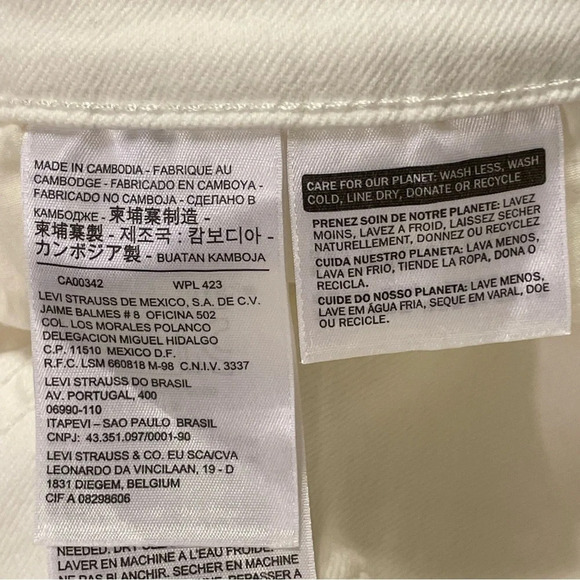 MADE IN CAMBODIA - FABRIQUE AU
CAMBODGE - FABRICADO EN CAMBOYA -
FABRICADO NO CAMBOJA - СДЕЛАНО В
КАМБОДЖЕ - 柬埔寨制造 -
柬埔寨製 - 제조국 : 캄보디아 -
カンボジア製 - BUATAN KAMBOJA
CA00342 WPL 423
LEVI STRAUSS DE MEXICO, S.A. DE C.V.
JAIME BALMES # 8 OFICINA 502
COL. LOS MORALES POLANCO
DELEGACION MIGUEL HIDALGO
C.P. 11510 MEXICO D.F.
R.F.C. LSM 660818 M-98 C.N.I.V. 3337
LEVI STRAUSS DO BRASIL
AV. PORTUGAL, 400
06990-110
ITAPEVI – SAO PAULO BRASIL
CNPJ: 43.351.097/0001-90
LEVI STRAUSS & CO. EU SCA/CVA
LEONARDO DA VINCILAAN, 19 - D
1831 DIEGEM, BELGIUM
CIF A 08298606
NEEDED. DRY
LAVER EN MACHINE A L'EAU FROIDE.
NE PAS BLANCHIR. SECHER EN MACHINE
CARE FOR OUR PLANET: WASH LESS, WASH
COLD, LINE DRY, DONATE OR RECYCLE
PRENEZ SOIN DE NOTRE PLANETE: LAVEZ
MOINS, LAVEZ A FROID, LAISSEZ SECHER
NATURELLEMENT, DONNEZ OU RECYCLEZ
CUIDA NUESTRO PLANETA: LAVA MENOS,
LAVA EN FRIO, TIENDE LA ROPA, DONA O
RECICLA.
CUIDE DO NOSSO PLANETA: LAVE MENOS,
LAVE EM ÁGUA FRIA, SEQUE EM VARAL, DOE
OU RECICLE.